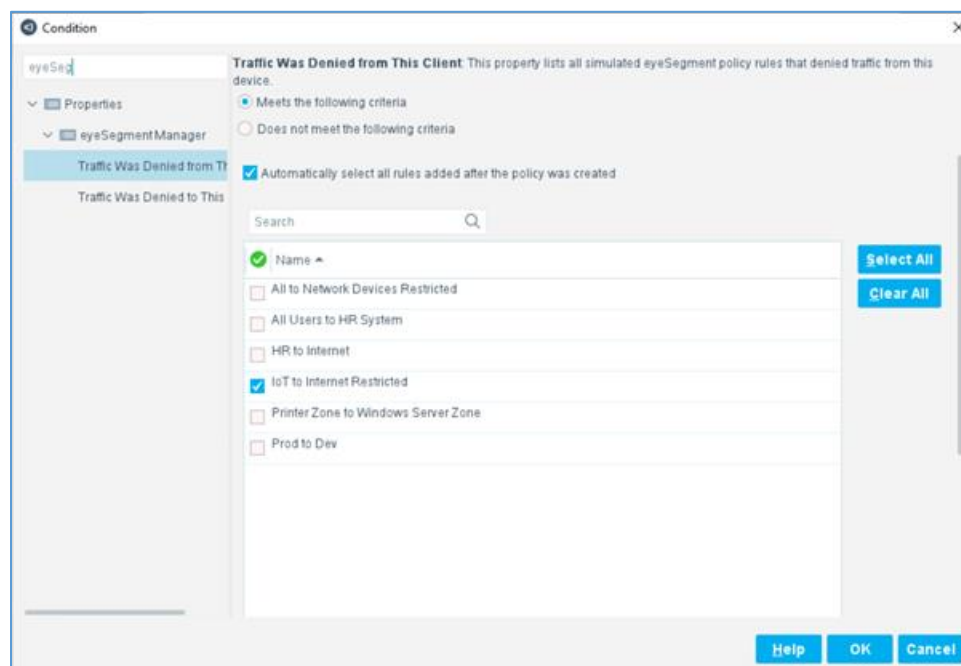 Condition
eyeSeg
Properties
eyeSegmentManager
Traffic Was Denied from Th
Traffic Was Denied to This
Traffic Was Denied from This Client: This property lists all simulated eyeSegment policy rules that denied traffic from this
device.
Meets the following criteria
Does not meet the following criteria
Automatically select all rules added after the policy was created
Search
Name
All to Network Devices Restricted
All Users to HR System
HR to Internet
IoT to Internet Restricted
Printer Zone to Windows Server Zone
Prod to Dev
Select All
Clear All
Help
OK
Cancel